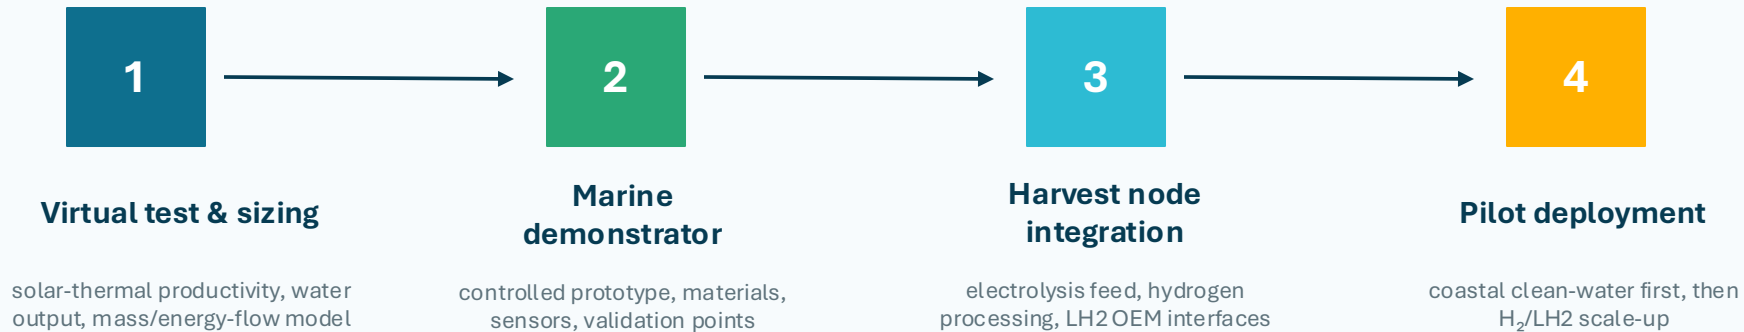 1
Virtual test & sizing
solar-thermal productivity, water
output, mass/energy-flow model
2
Marine
demonstrator
controlled prototype, materials,
sensors, validation points
3
Harvest node
integration
electrolysis feed, hydrogen
processing, LH2 OEM interfaces
4
Pilot deployment
coastal clean-water first, then
H₂/LH2 scale-up